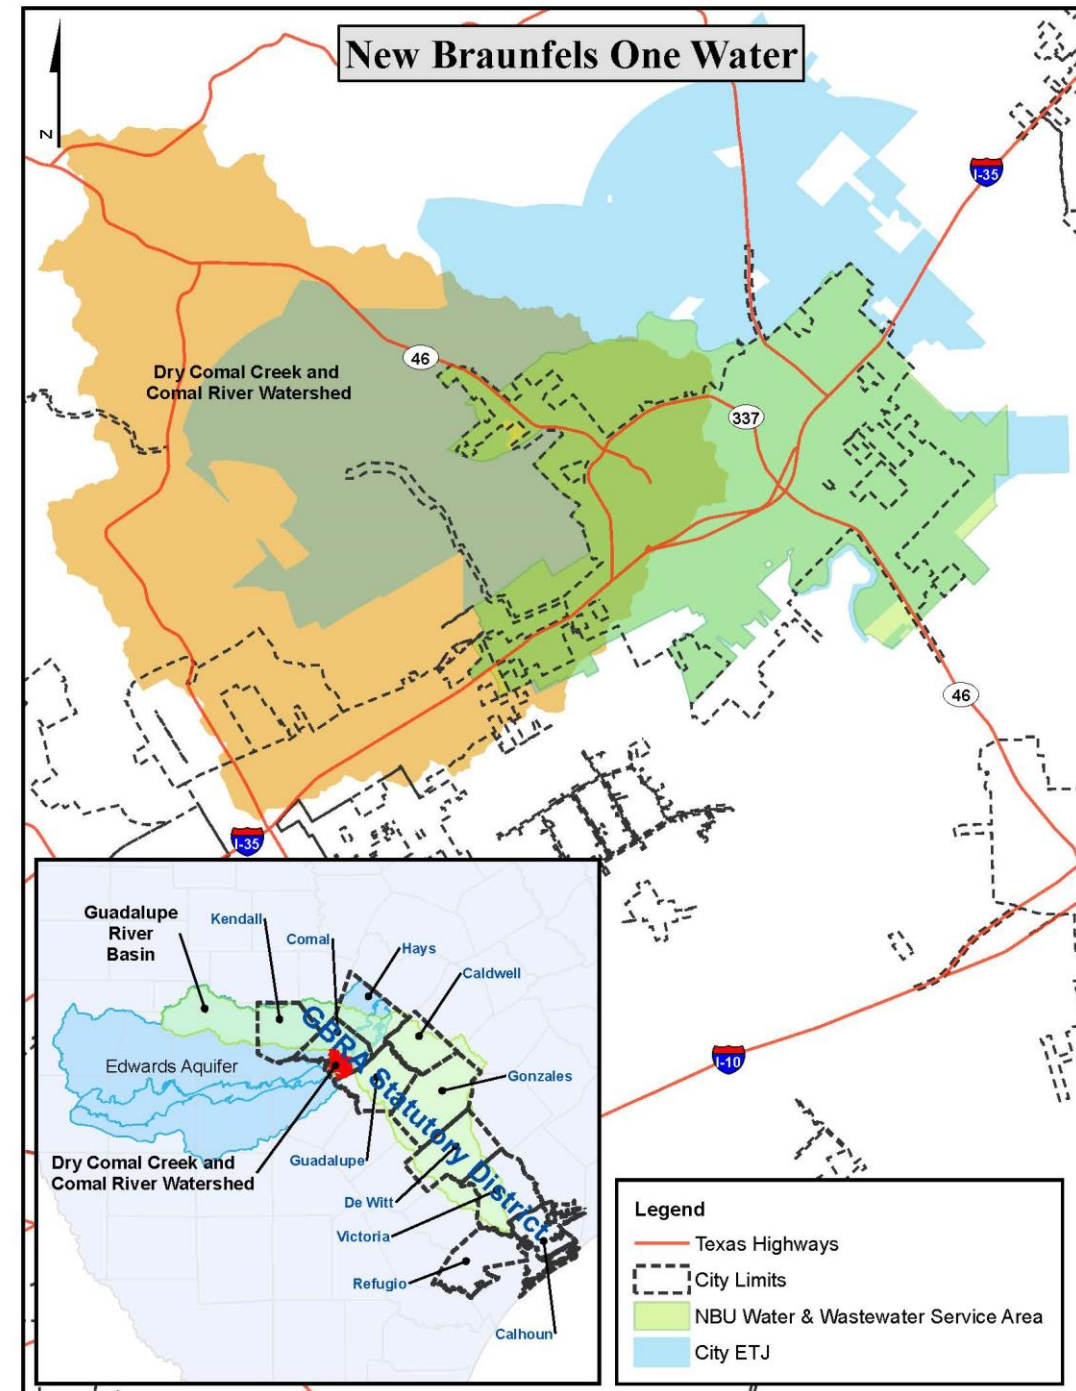 New Braunfels One Water
N
I-35
46
Dry Comal Creek and
Comal River Watershed
337
46
I-35
I-10
Guadalupe
River
Basin
Kendall
Comal
Hays
Caldwell
GBRA Statutory District
Edwards Aquifer
Gonzales
Dry Comal Creek and
Comal River Watershed
Guadalupe
De Witt
Victoria
Refugio
Calhoun
Legend
Texas Highways
City Limits
NBU Water & Wastewater Service Area
City ETJ